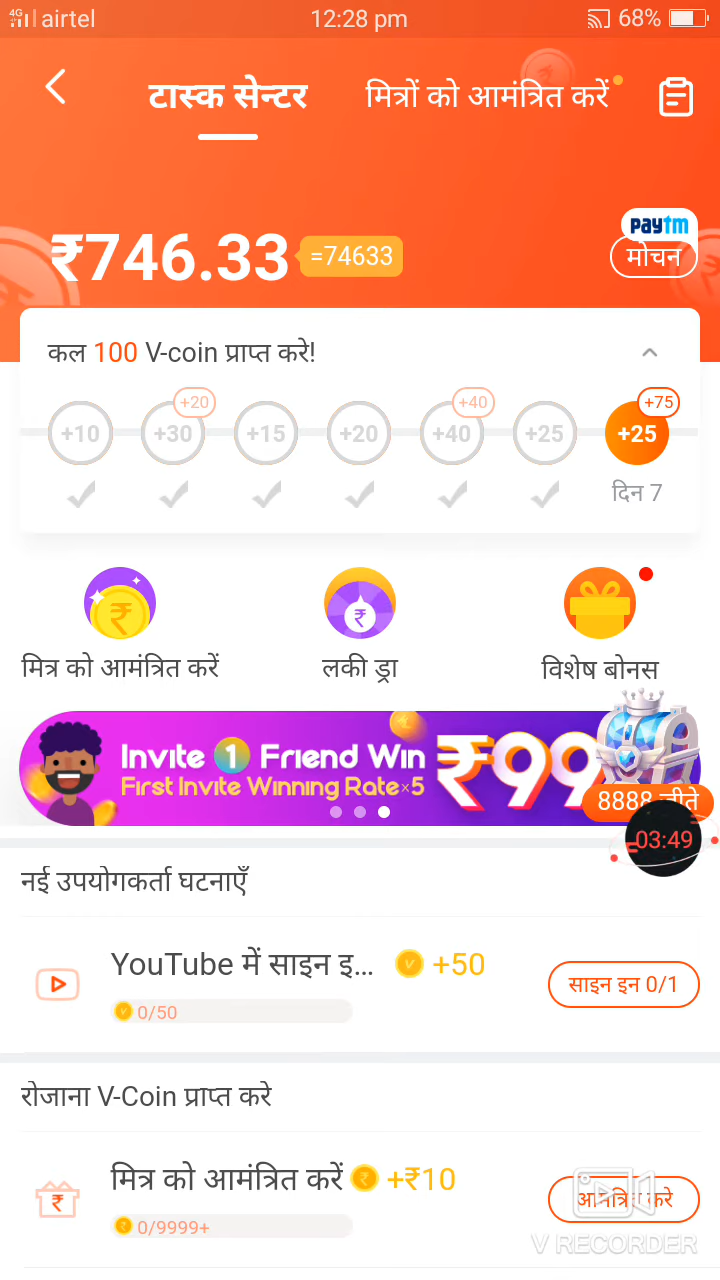 4G airtel 12:28 pm 68%
टास्क सेन्टर मित्रों को आमंत्रित करें
₹746.33 =74633
paytm
मोचन
कल 100 V-coin प्राप्त करे!
+20 +40 +75
+10 +30 +15 +20 +40 +25 +25
दिन 7
मित्र को आमंत्रित करें लकी ड्रा विशेष बोनस
Invite 1 Friend Win ₹99
First Invite Winning Rate×5
8888 जीते
03:49
नई उपयोगकर्ता घटनाएँ
YouTube में साइन इ... +50
साइन इन 0/1
0/50
रोजाना V-Coin प्राप्त करे
मित्र को आमंत्रित करें +₹10
आमंत्रित करे
0/9999+
V RECORDER